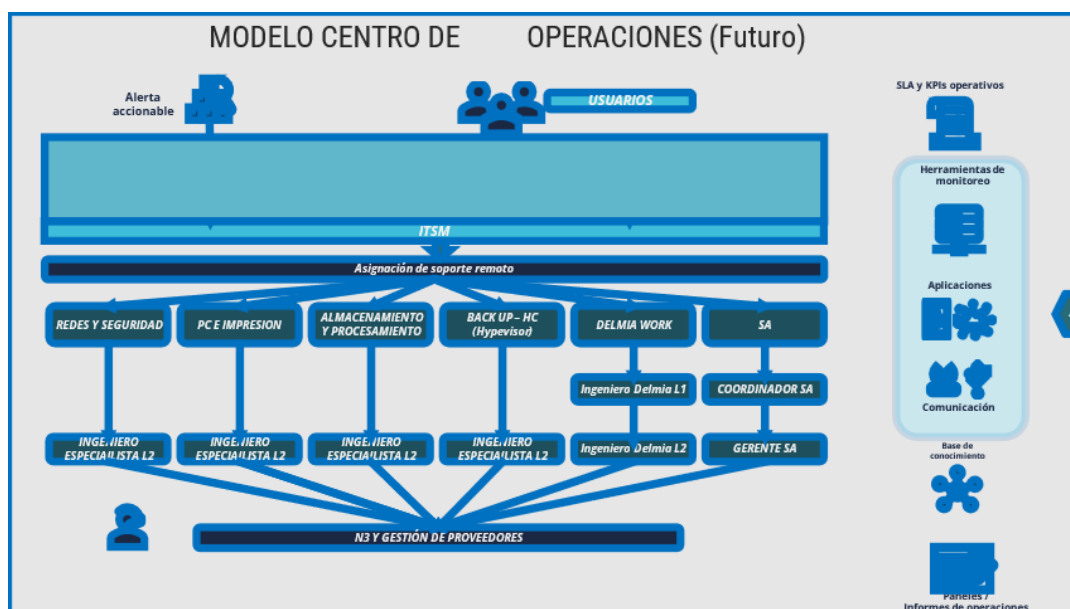 MODELO CENTRO DE OPERACIONES (Futuro)
Alerta
accionable
USUARIOS
SLA y KPIs operativos
Herramientas de
monitoreo
ITSM
Asignación de soporte remoto
REDES Y SEGURIDAD
PC E IMPRESION
ALMACENAMIENTO
Y PROCESAMIENTO
BACK UP – HC
(Hypevisor)
DELMIA WORK
SA
Aplicaciones
Ingeniero Delmia L1
COORDINADOR SA
Comunicación
INGENIERO
ESPECIALISTA L2
INGENIERO
ESPECIALISTA L2
INGENIERO
ESPECIALISTA L2
INGENIERO
ESPECIALISTA L2
Ingeniero Delmia L2
GERENTE SA
Base de
conocimiento
N3 Y GESTIÓN DE PROVEEDORES
Paneles /
Informes de operaciones